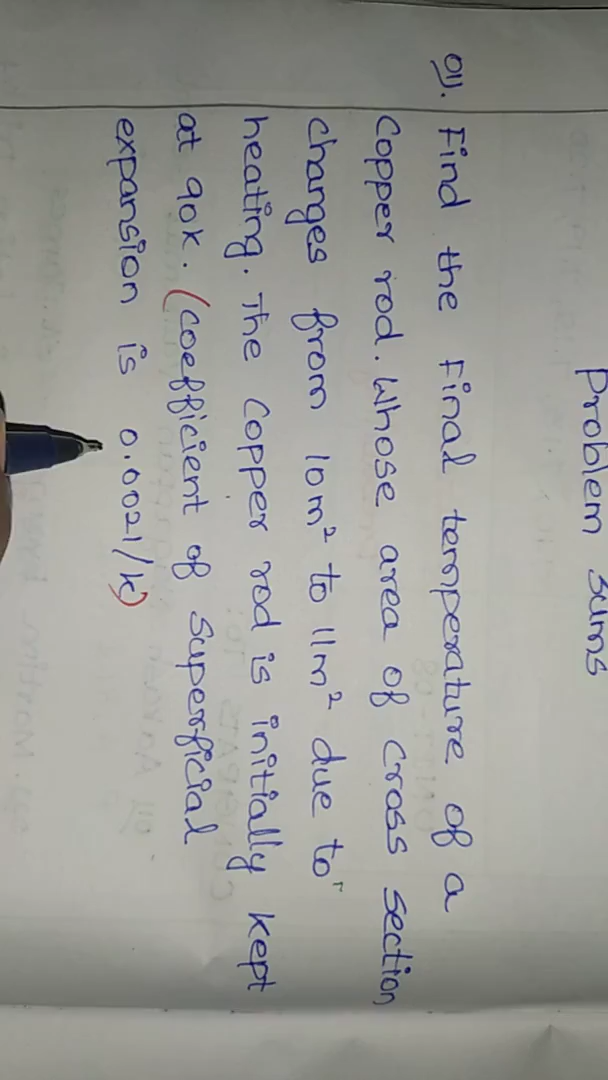 Problem Sums
01). Find the Final temperature of a
Copper rod. Whose area of Cross Section
changes from 10m² to 11m² due to
heating. The Copper rod is initially kept
at 90k. (Coefficient of Superficial
expansion is 0.0021/k)